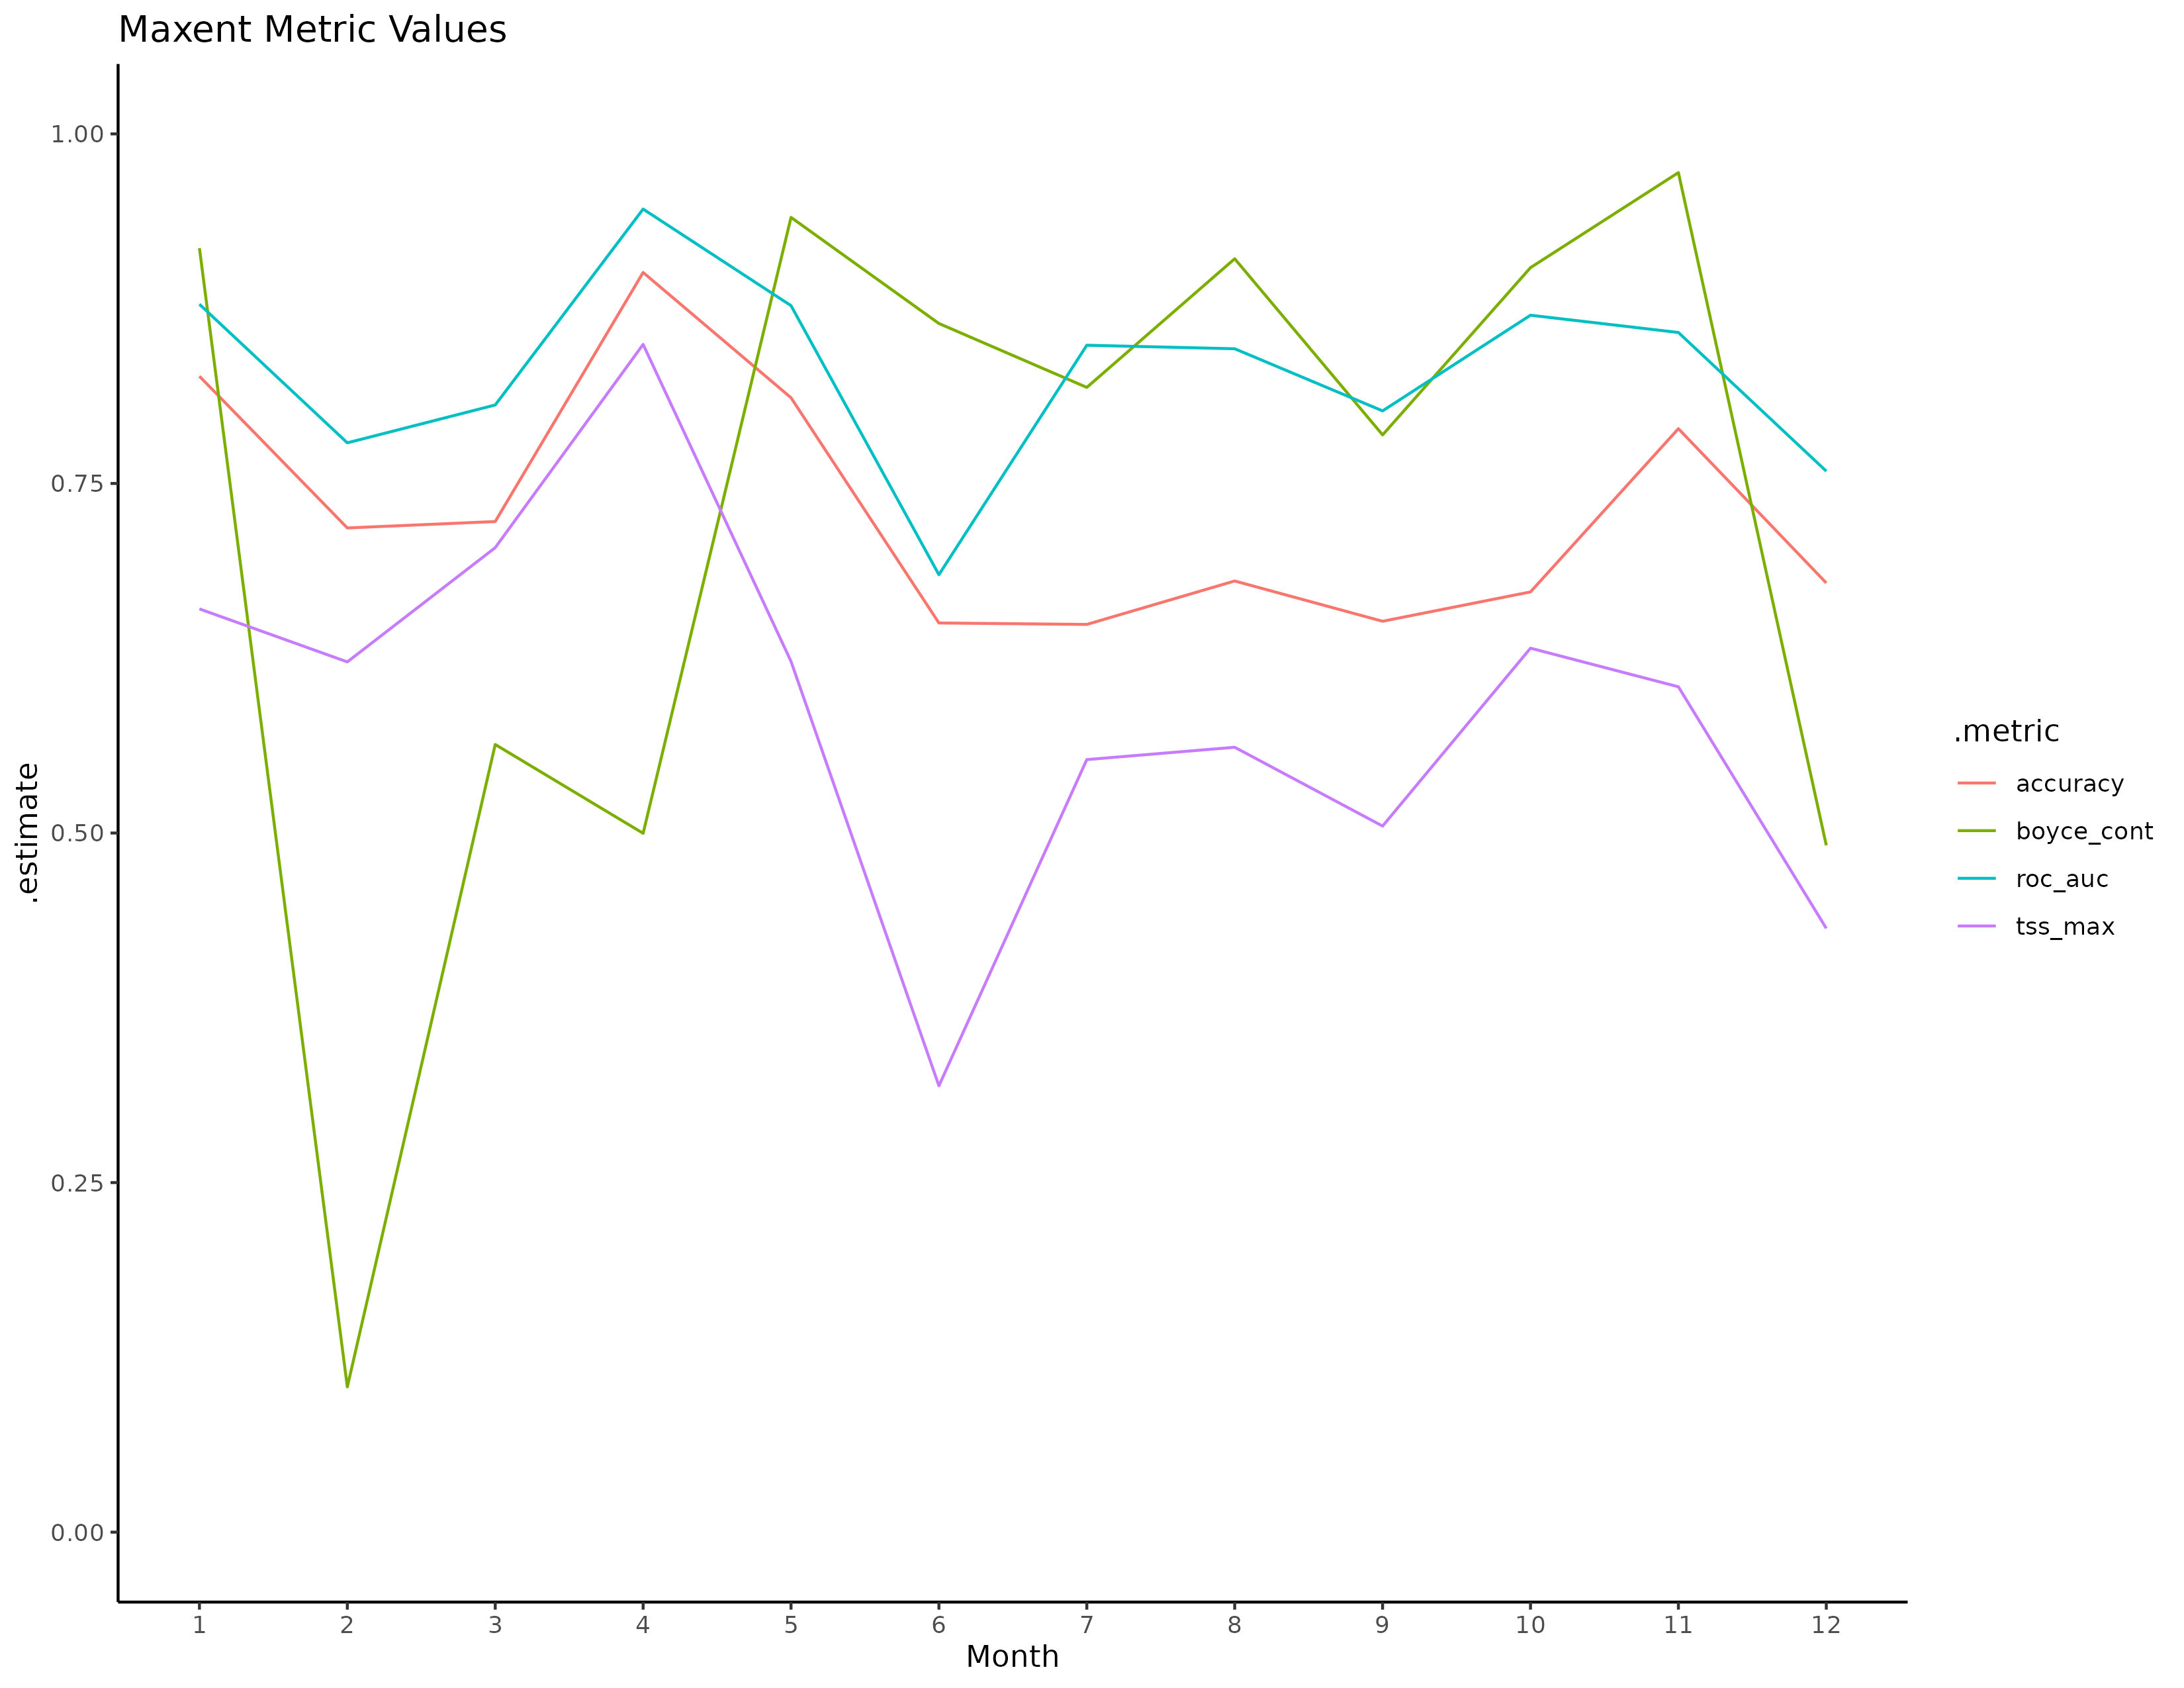 Maxent Metric Values
1.00
0.75
0.50
0.25
0.00
.estimate
1 2 3 4 5 6 7 8 9 10 11 12
Month
.metric
accuracy
boyce_cont
roc_auc
tss_max